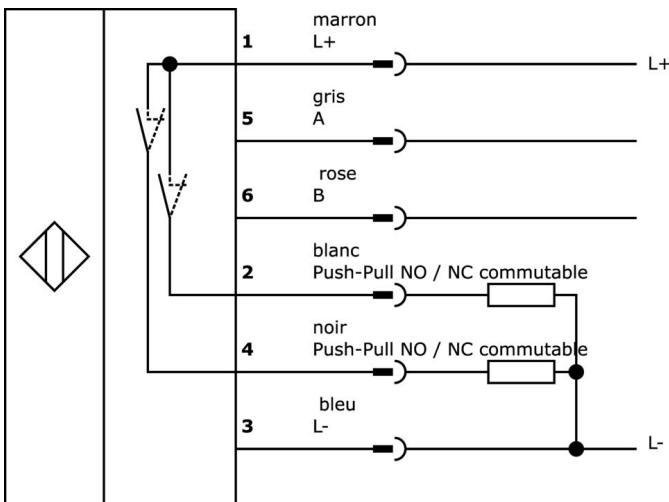 marron
1 L+
L+
gris
5 A
rose
6 B
blanc
2 Push-Pull NO / NC commutable
noir
4 Push-Pull NO / NC commutable
bleu
3 L-
L-